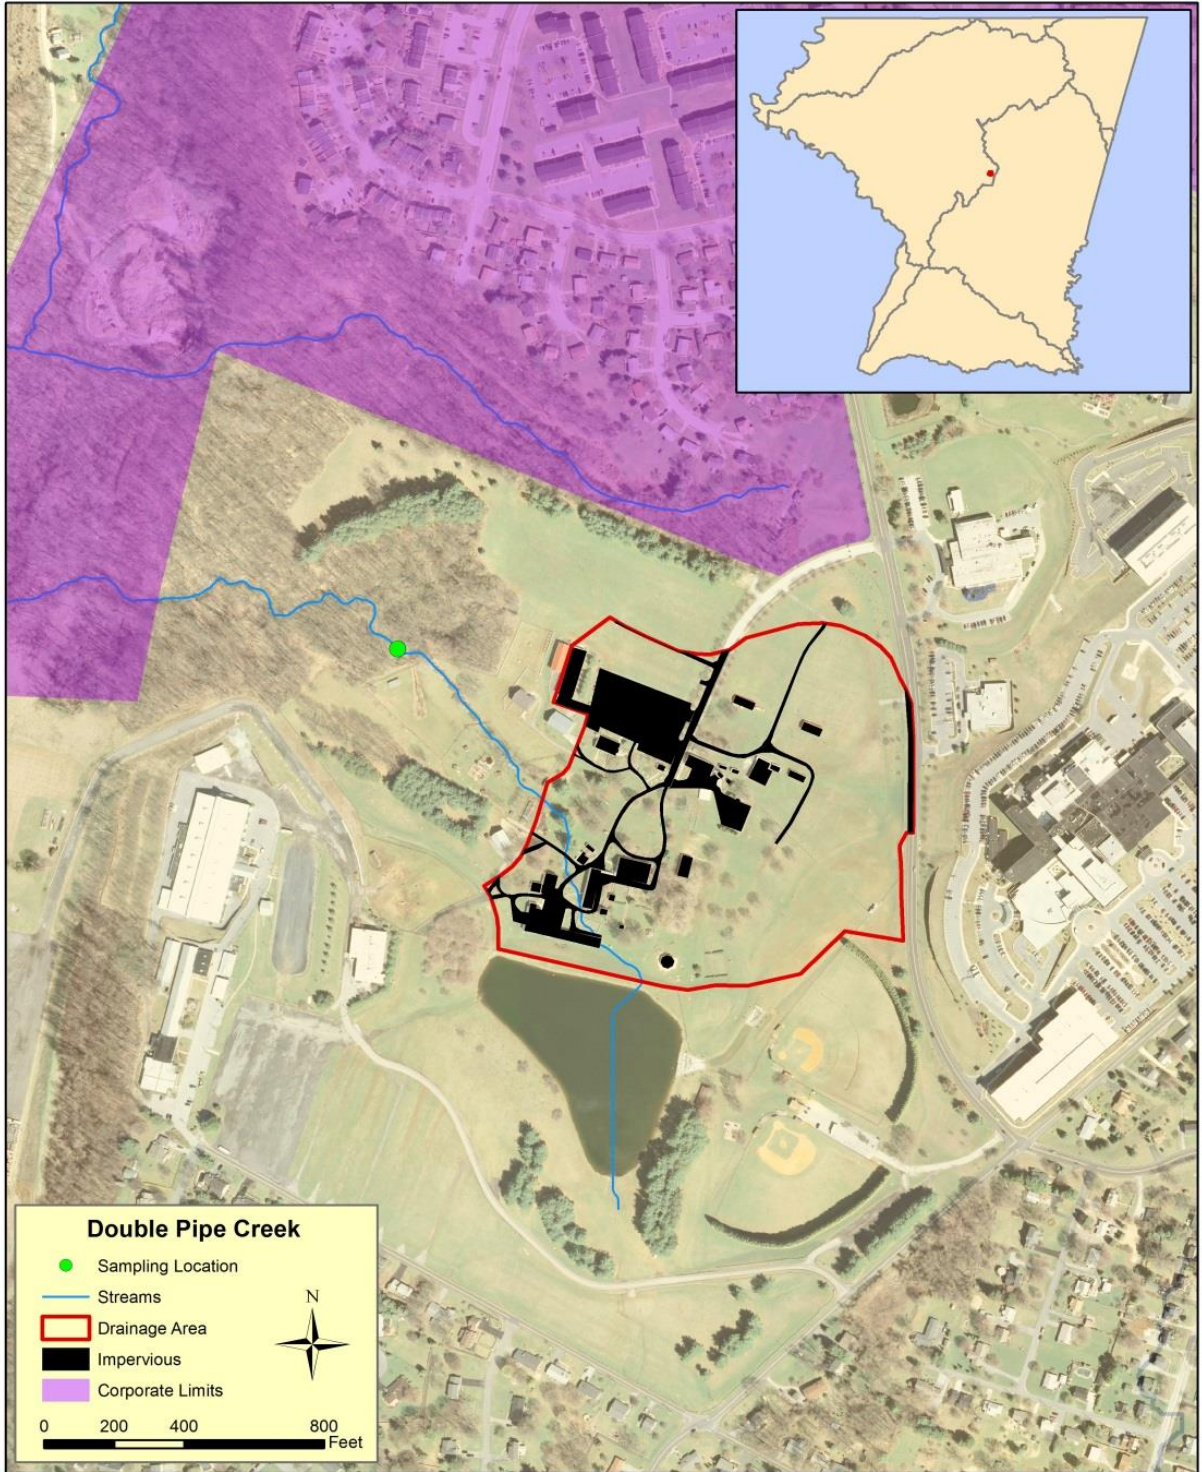 Double Pipe Creek
Sampling Location
Streams
Drainage Area
Impervious
Corporate Limits
N
0 200 400 800
Feet